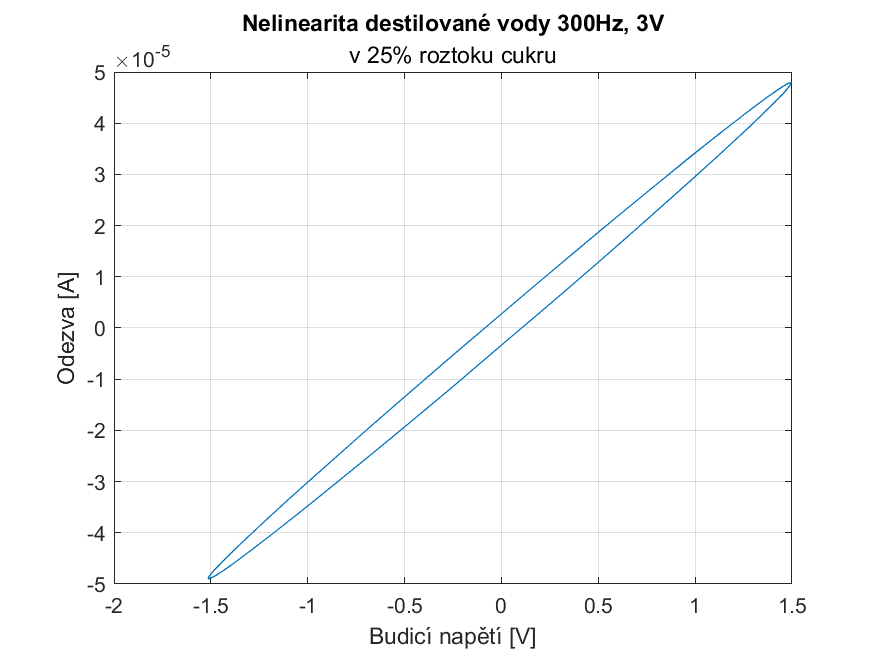 Nelinearita destilované vody 300Hz, 3V
v 25% roztoku cukru
×10-5
5
4
3
2
1
0
-1
-2
-3
-4
-5
Odezva [A]
-2 -1.5 -1 -0.5 0 0.5 1 1.5
Budicí napětí [V]